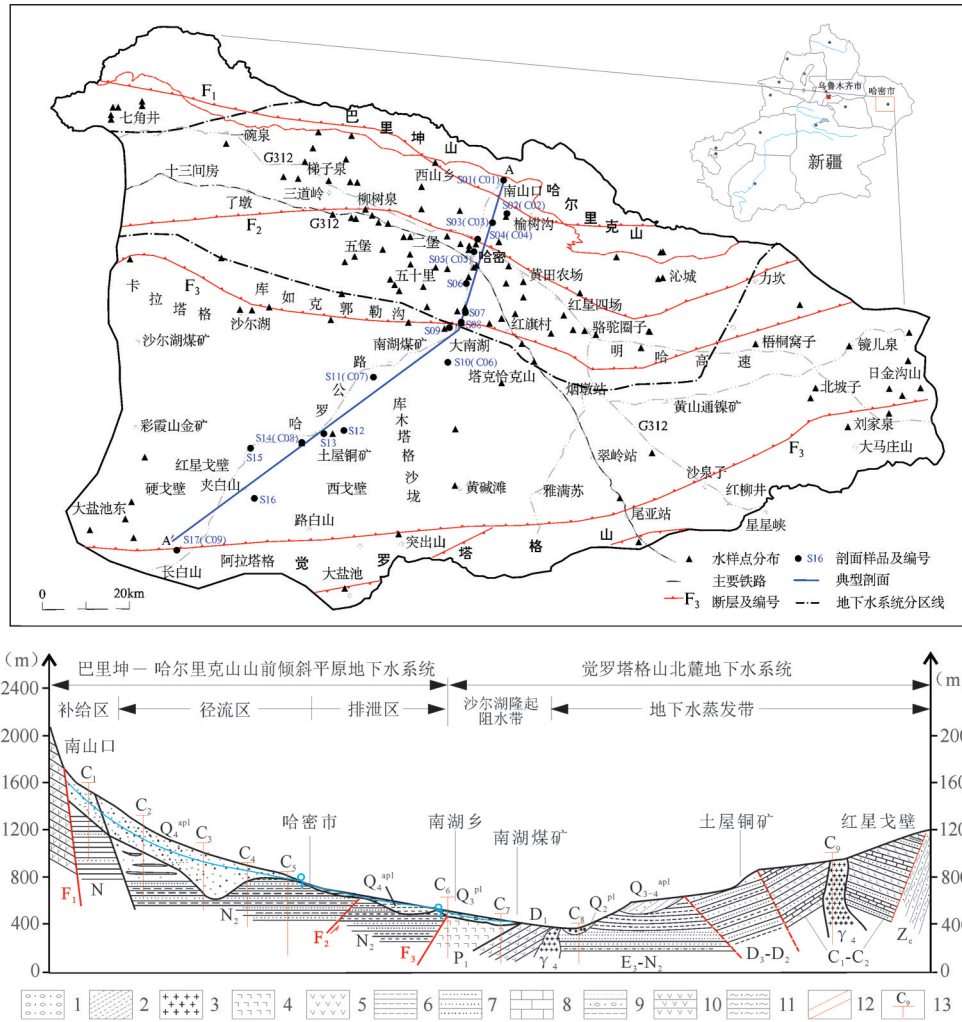 F₁
七角井
一碗泉
G312
梯子泉
巴里坤山
西山乡
十三间房
三道岭
了墩
柳树泉
F₂
G312
二堡
五堡
五十里
A
S01(C01)
南山口
哈尔里克山
S02(C02)
榆树沟
S03(C03)
S04(C04)
哈密
S05(C05)
S06
黄田农场
沁城
力坎
乌鲁木齐市
哈密市
新疆
卡拉塔格
F₃
库如克郭勒沟
沙尔湖
沙尔湖煤矿
南湖煤矿
S07
S08
S09
大南湖
红旗村
红星四场
骆驼圈子
明哈高速
梧桐窝子
镜儿泉
日金沟山
北坡子
刘家泉
大马庄山
S10(C06)
塔克恰克山
烟墩站
S11(C07)
哈罗公路
库木塔格沙垅
黄山通镍矿
G312
F₃
彩霞山金矿
S14(C08)
S12
S13
S15
土屋铜矿
红星戈壁
夹白山
硬戈壁
西戈壁
S16
黄碱滩
翠岭站
沙泉子
红柳井
雅满苏
尾亚站
星星峡
大盐池东
路白山
A'
S17(C09)
长白山
阿拉塔格
觉罗塔格山
突出山
大盐池
0 20km
水样点分布
S16 剖面样品及编号
主要铁路
典型剖面
F₃ 断层及编号
地下水系统分区线
(m)
(m
巴里坤—哈尔里克山山前倾斜平原地下水系统
觉罗塔格山北麓地下水系统
2400
240
补给区
径流区
排泄区
沙尔湖隆起
阻水带
地下水蒸发带
2000
200
南山口
1600
160
C₁
C₂
Q₄ᵃᵖˡ
C₃
哈密市
南湖乡
南湖煤矿
土屋铜矿
红星戈壁
1200
120
C₄
C₅
Q₄ᵃᵖˡ
C₆
Q₃ᵖˡ
C₇
D₁
C₈
Q₂ᵖˡ
Q₃₋₄ᵃᵖˡ
C₉
800
800
F₁
N
N₂
F₂
N₂
F₃
P₁
γ₄
E₃-N₂
D₃-D₂
γ₄
C₁-C₂
Z꜀
400
400
0
0
1 2 3 4 5 6 7 8 9 10 11 12 C₉ 13